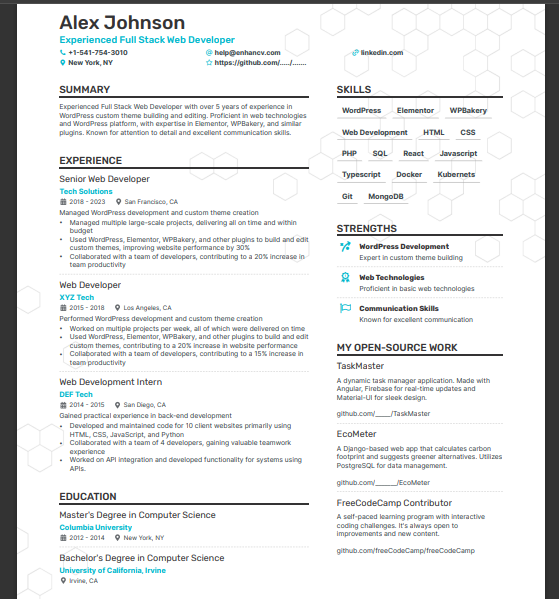 Alex Johnson
Experienced Full Stack Web Developer
+1-541-754-3010
help@enhancv.com
linkedin.com
New York, NY
https://github.com/...../.......
SUMMARY
Experienced Full Stack Web Developer with over 5 years of experience in
WordPress custom theme building and editing. Proficient in web technologies
and WordPress platform, with expertise in Elementor, WPBakery, and similar
plugins. Known for attention to detail and excellent communication skills.
EXPERIENCE
Senior Web Developer
Tech Solutions
2018 - 2023 San Francisco, CA
Managed WordPress development and custom theme creation
• Managed multiple large-scale projects, delivering all on time and within
budget
• Used WordPress, Elementor, WPBakery, and other plugins to build and edit
custom themes, improving website performance by 30%
• Collaborated with a team of developers, contributing to a 20% increase in
team productivity
Web Developer
XYZ Tech
2015 - 2018 Los Angeles, CA
Performed WordPress development and custom theme creation
• Worked on multiple projects per week, all of which were delivered on time
• Used WordPress, Elementor, WPBakery, and other plugins to build and edit
custom themes, contributing to a 20% increase in website performance
• Collaborated with a team of developers, contributing to a 15% increase in
team productivity
Web Development Intern
DEF Tech
2014 - 2015 San Diego, CA
Gained practical experience in back-end development
• Developed and maintained code for 10 client websites primarily using
HTML, CSS, JavaScript, and Python
• Collaborated with a team of 4 developers, gaining valuable teamwork
experience
• Worked on API integration and developed functionality for systems using
APIs.
EDUCATION
Master's Degree in Computer Science
Columbia University
2012 - 2014 New York, NY
Bachelor's Degree in Computer Science
University of California, Irvine
Irvine, CA
SKILLS
WordPress Elementor WPBakery
Web Development HTML CSS
PHP SQL React Javascript
Typescript Docker Kubernets
Git MongoDB
STRENGTHS
WordPress Development
Expert in custom theme building
Web Technologies
Proficient in basic web technologies
Communication Skills
Known for excellent communication
MY OPEN-SOURCE WORK
TaskMaster
A dynamic task manager application. Made with
Angular, Firebase for real-time updates and
Material-UI for sleek design.
github.com/_____/TaskMaster
EcoMeter
A Django-based web app that calculates carbon
footprint and suggests greener alternatives. Utilizes
PostgreSQL for data management.
github.com/_______/EcoMeter
FreeCodeCamp Contributor
A self-paced learning program with interactive
coding challenges. It's always open to
improvements and new content.
github.com/freeCodeCamp/freeCodeCamp